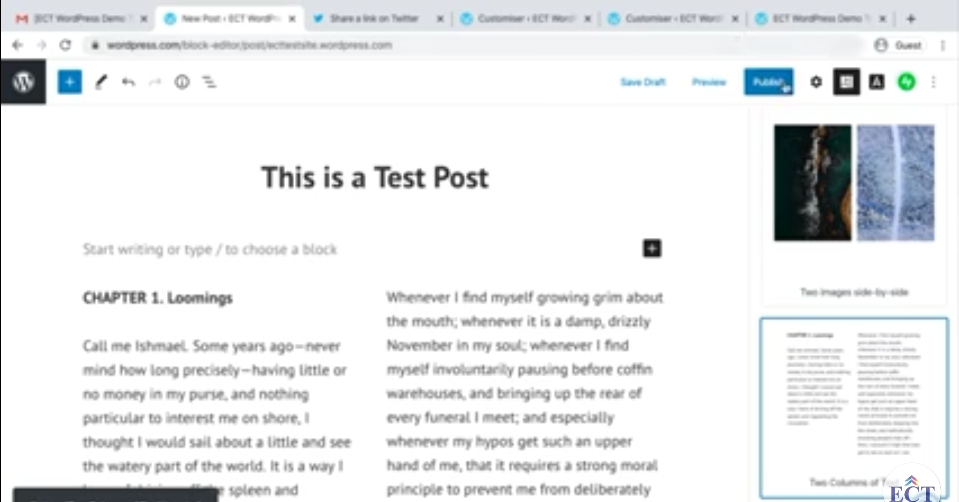 [ECT WordPress Demo
New Post ‹ ECT WordPr
Share a link on Twitter
Customiser ‹ ECT Word
Customiser ‹ ECT Word
ECT WordPress Demo
wordpress.com/block-editor/post/ecttestsite.wordpress.com
Guest
Save Draft
Preview
Publish
This is a Test Post
Start writing or type / to choose a block
CHAPTER 1. Loomings
Call me Ishmael. Some years ago—never
mind how long precisely—having little or
no money in my purse, and nothing
particular to interest me on shore, I
thought I would sail about a little and see
the watery part of the world. It is a way I
spleen and
Whenever I find myself growing grim about
the mouth; whenever it is a damp, drizzly
November in my soul; whenever I find
myself involuntarily pausing before coffin
warehouses, and bringing up the rear of
every funeral I meet; and especially
whenever my hypos get such an upper
hand of me, that it requires a strong moral
principle to prevent me from deliberately
Two images side-by-side
CHAPTER 1. Loomings
Two Columns of
ECT